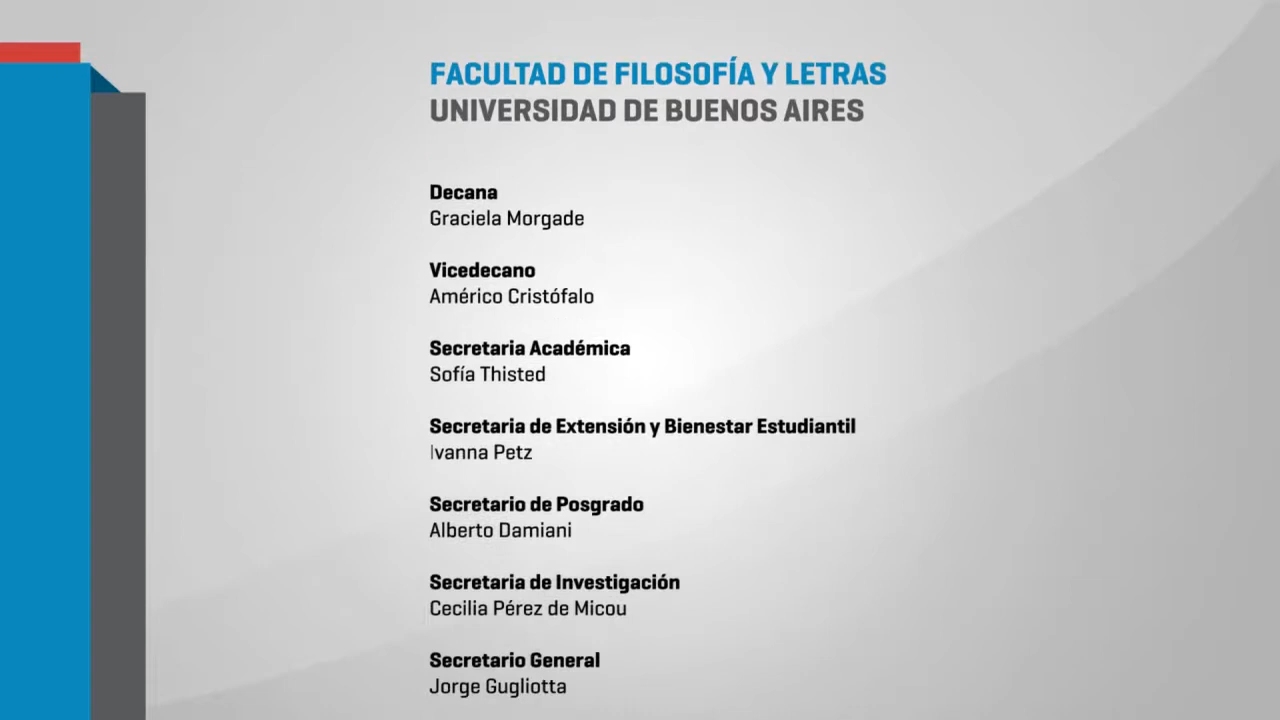 FACULTAD DE FILOSOFÍA Y LETRAS
UNIVERSIDAD DE BUENOS AIRES
Decana
Graciela Morgade
Vicedecano
Américo Cristófalo
Secretaria Académica
Sofía Thisted
Secretaria de Extensión y Bienestar Estudiantil
Ivanna Petz
Secretario de Posgrado
Alberto Damiani
Secretaria de Investigación
Cecilia Pérez de Micou
Secretario General
Jorge Gugliotta